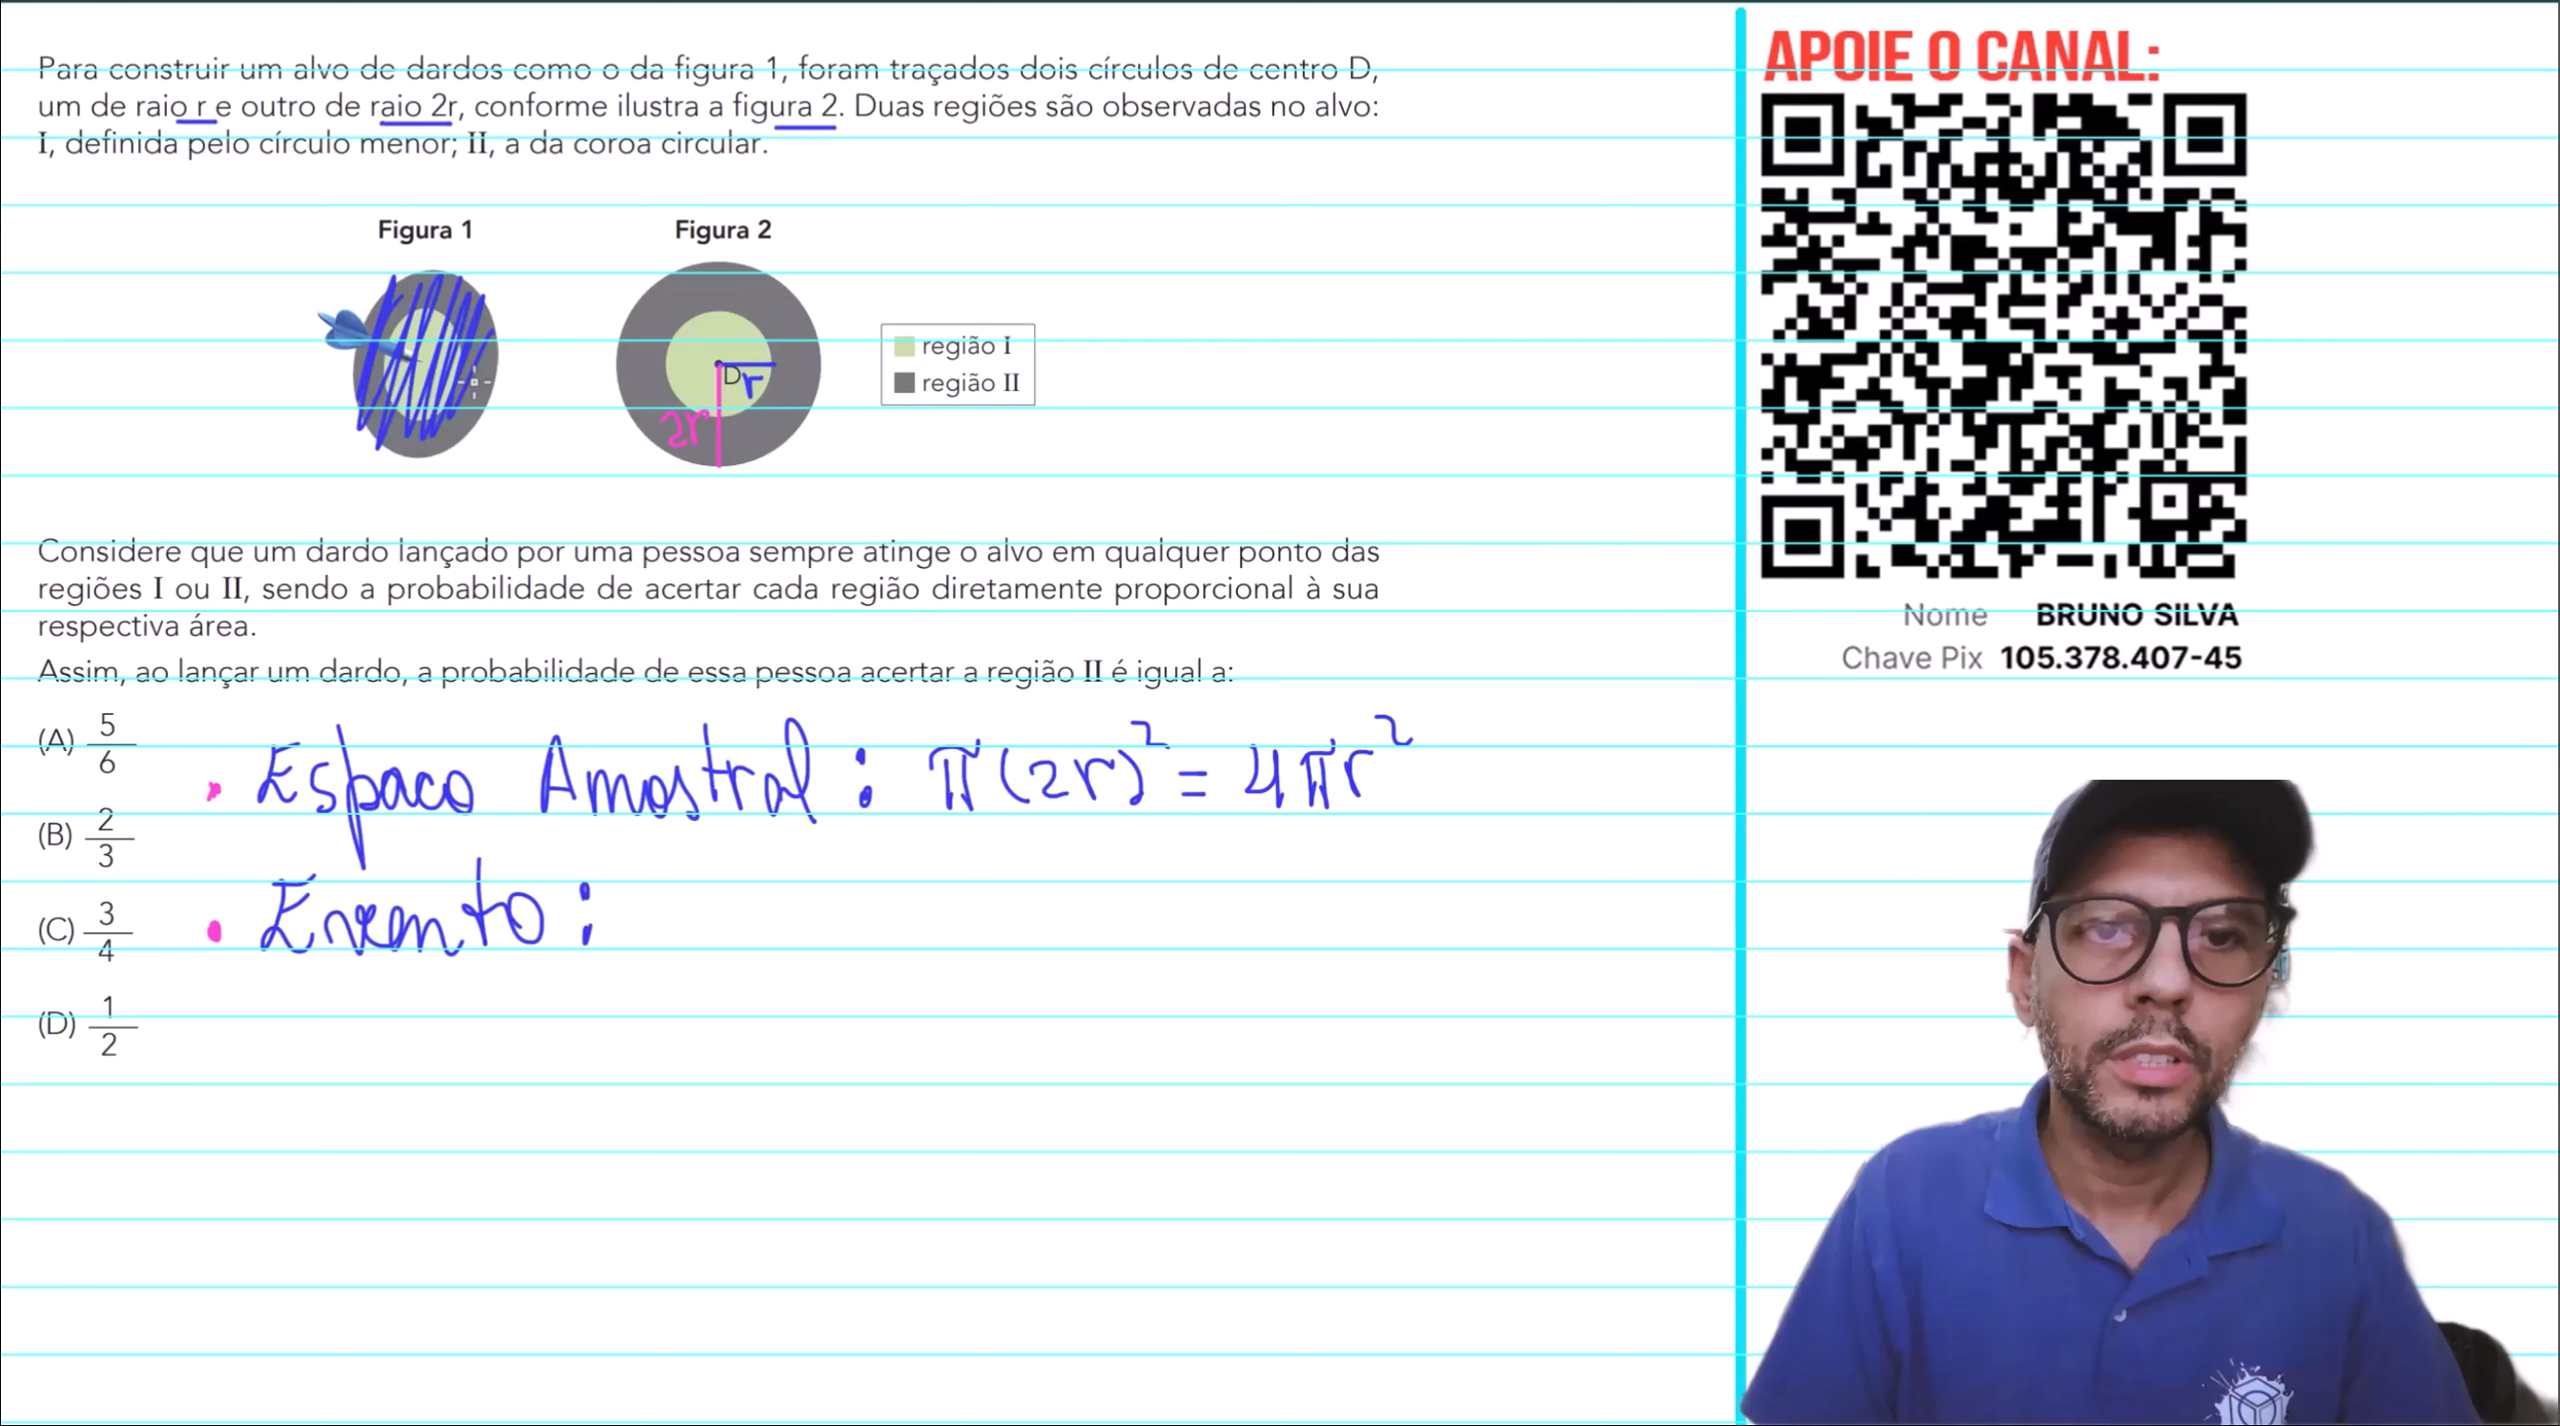 Para construir um alvo de dardos como o da figura 1, foram traçados dois círculos de centro D,
um de raio r e outro de raio 2r, conforme ilustra a figura 2. Duas regiões são observadas no alvo:
I, definida pelo círculo menor; II, a da coroa circular.
Figura 1
Figura 2
D
r
2r
região I
região II
Considere que um dardo lançado por uma pessoa sempre atinge o alvo em qualquer ponto das
regiões I ou II, sendo a probabilidade de acertar cada região diretamente proporcional à sua
respectiva área.
Assim, ao lançar um dardo, a probabilidade de essa pessoa acertar a região II é igual a:
(A) 5/6
(B) 2/3
(C) 3/4
(D) 1/2
• Espaco Amostral : π(2r)² = 4πr²
• Evento :
APOIE O CANAL:
Nome BRUNO SILVA
Chave Pix 105.378.407-45